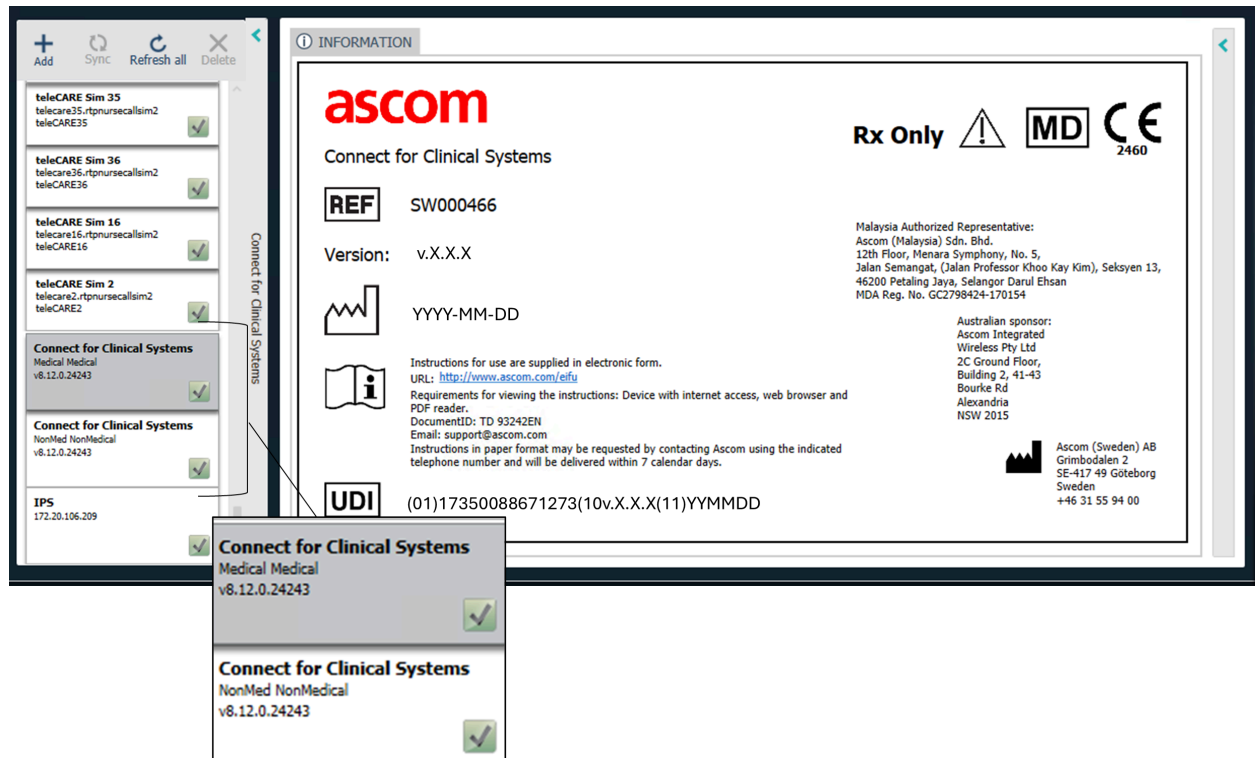 Add
Sync
Refresh all
Delete
teleCARE Sim 35
telecare35.rtpnursecallsim2
teleCARE35
teleCARE Sim 36
telecare36.rtpnursecallsim2
teleCARE36
teleCARE Sim 16
telecare16.rtpnursecallsim2
teleCARE16
teleCARE Sim 2
telecare2.rtpnursecallsim2
teleCARE2
Connect for Clinical Systems
Medical Medical
v8.12.0.24243
Connect for Clinical Systems
NonMed NonMedical
v8.12.0.24243
IPS
172.20.106.209
Connect for Clinical Systems
INFORMATION
ascom
Connect for Clinical Systems
REF SW000466
Version: v.X.X.X
YYYY-MM-DD
Instructions for use are supplied in electronic form.
URL: http://www.ascom.com/eifu
Requirements for viewing the instructions: Device with internet access, web browser and
PDF reader.
DocumentID: TD 93242EN
Email: support@ascom.com
Instructions in paper format may be requested by contacting Ascom using the indicated
telephone number and will be delivered within 7 calendar days.
UDI (01)17350088671273(10v.X.X.X(11)YYMMDD
Rx Only MD CE
2460
Malaysia Authorized Representative:
Ascom (Malaysia) Sdn. Bhd.
12th Floor, Menara Symphony, No. 5,
Jalan Semangat, (Jalan Professor Khoo Kay Kim), Seksyen 13,
46200 Petaling Jaya, Selangor Darul Ehsan
MDA Reg. No. GC2798424-170154
Australian sponsor:
Ascom Integrated
Wireless Pty Ltd
2C Ground Floor,
Building 2, 41-43
Bourke Rd
Alexandria
NSW 2015
Ascom (Sweden) AB
Grimbodalen 2
SE-417 49 Göteborg
Sweden
+46 31 55 94 00
Connect for Clinical Systems
Medical Medical
v8.12.0.24243
Connect for Clinical Systems
NonMed NonMedical
v8.12.0.24243